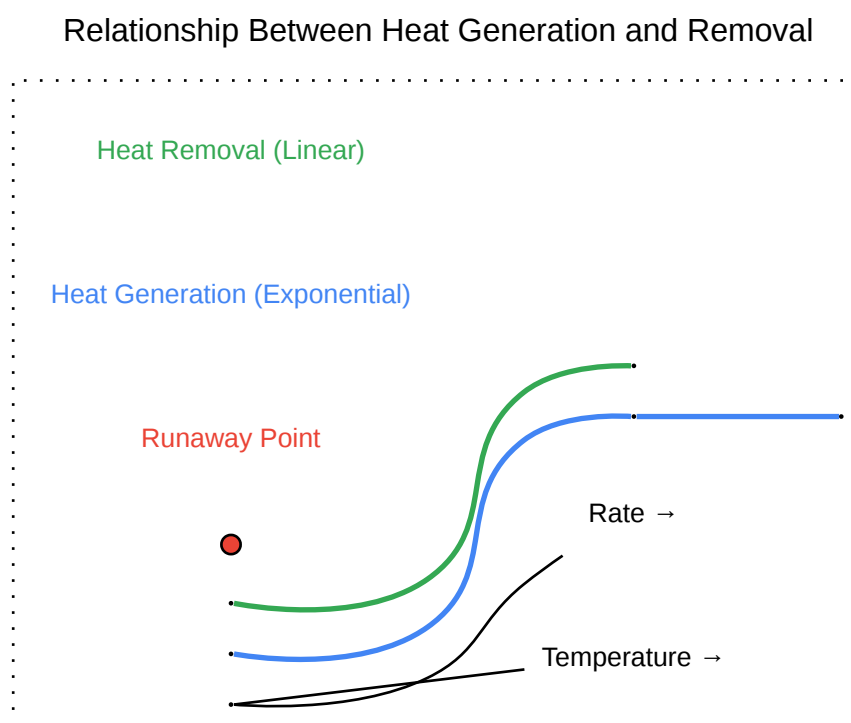 Relationship Between Heat Generation and Removal
Heat Removal (Linear)
Heat Generation (Exponential)
Runaway Point
Rate →
Temperature →